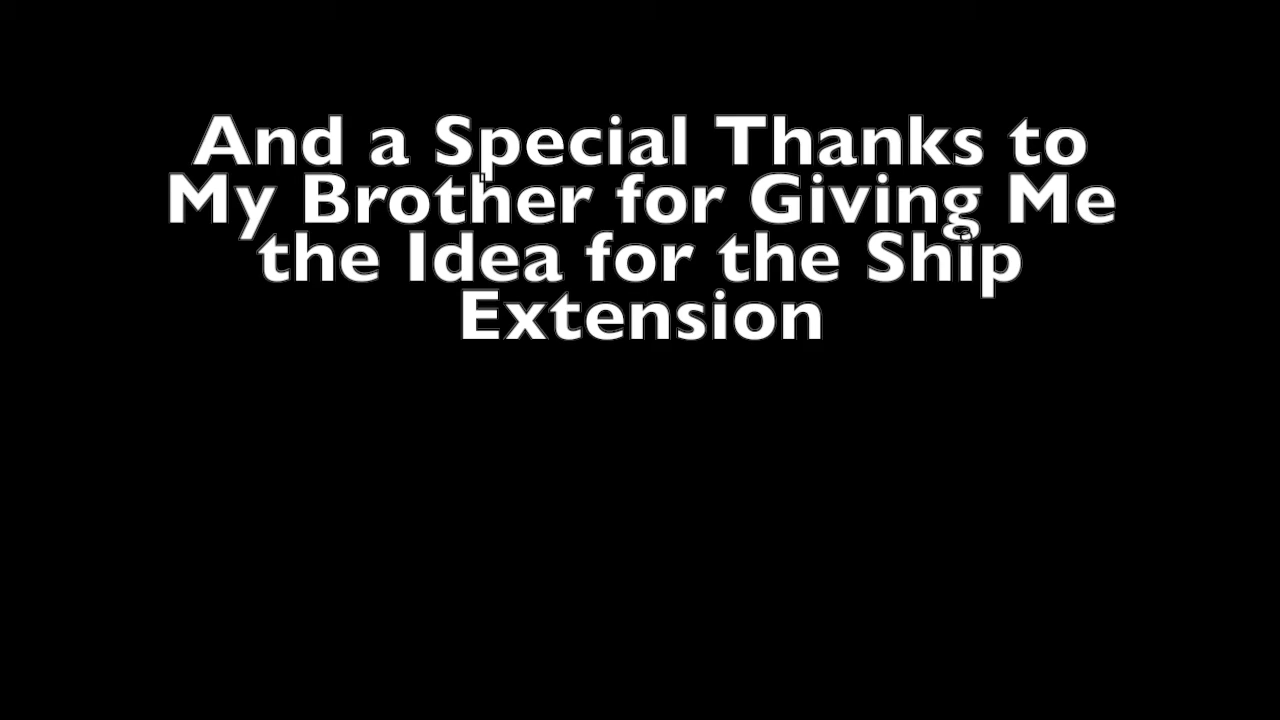 And a Special Thanks to
My Brother for Giving Me
the Idea for the Ship
Extension